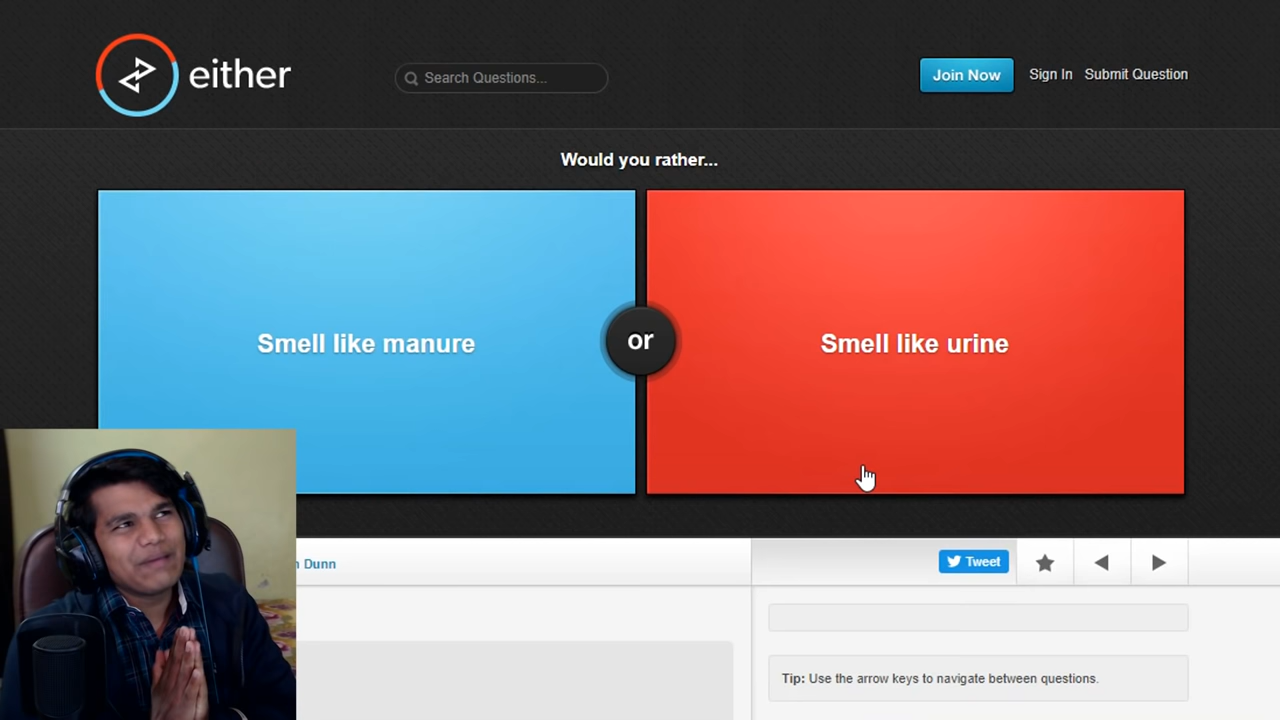 either
Search Questions...
Join Now
Sign In
Submit Question
Would you rather...
Smell like manure
or
Smell like urine
Dunn
Tweet
Tip: Use the arrow keys to navigate between questions.